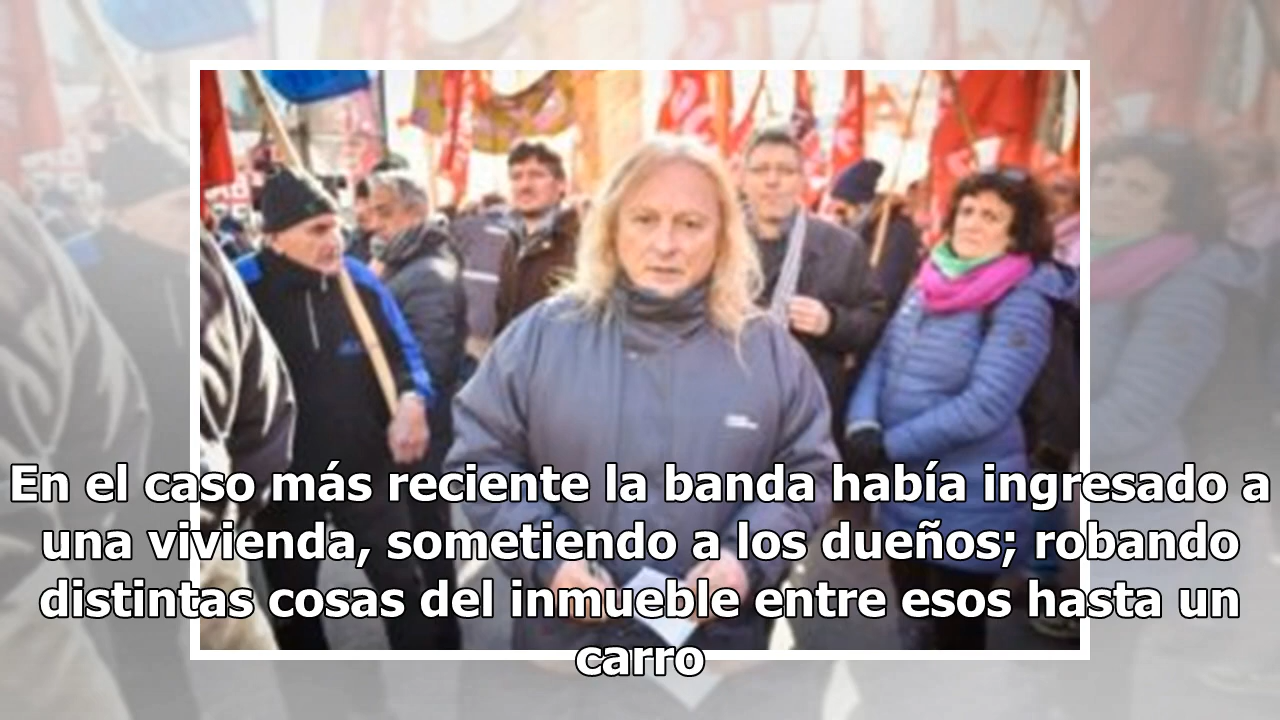 En el caso más reciente la banda había ingresado a
una vivienda, sometiendo a los dueños; robando
distintas cosas del inmueble entre esos hasta un
carro